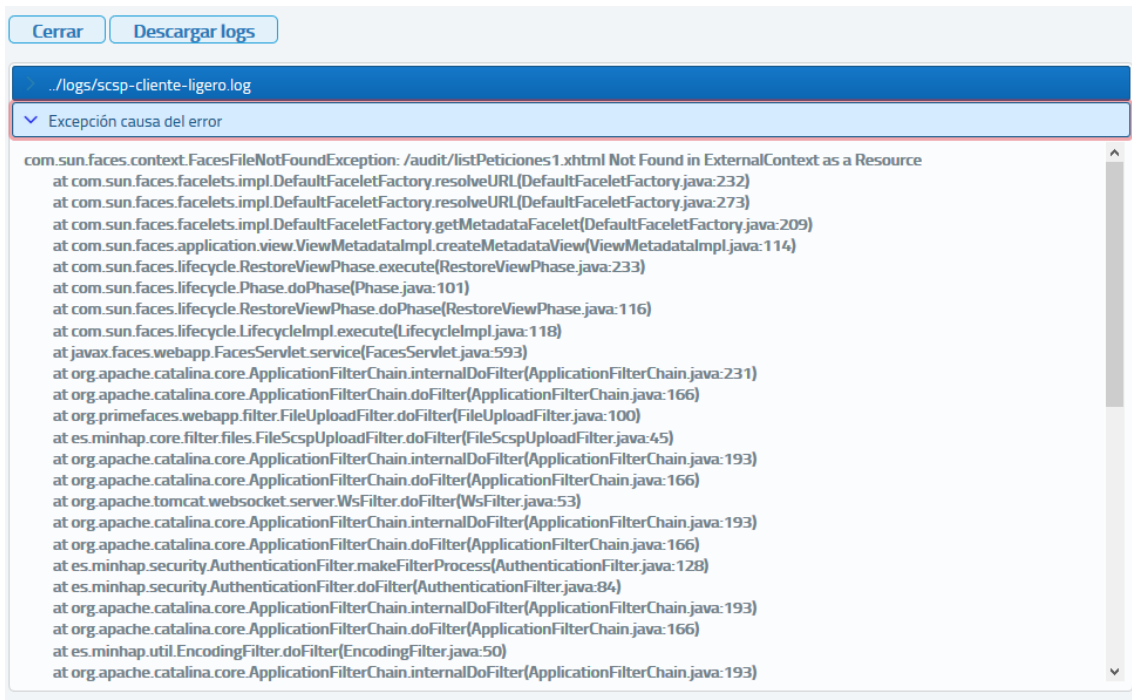 Cerrar Descargar logs
../logs/scsp-cliente-ligero.log
Excepción causa del error
com.sun.faces.context.FacesFileNotFoundException: /audit/listPeticiones1.xhtml Not Found in ExternalContext as a Resource
at com.sun.faces.facelets.impl.DefaultFaceletFactory.resolveURL(DefaultFaceletFactory.java:232)
at com.sun.faces.facelets.impl.DefaultFaceletFactory.resolveURL(DefaultFaceletFactory.java:273)
at com.sun.faces.facelets.impl.DefaultFaceletFactory.getMetadataFacelet(DefaultFaceletFactory.java:209)
at com.sun.faces.application.view.ViewMetadataImpl.createMetadataView(ViewMetadataImpl.java:114)
at com.sun.faces.lifecycle.RestoreViewPhase.execute(RestoreViewPhase.java:233)
at com.sun.faces.lifecycle.Phase.doPhase(Phase.java:101)
at com.sun.faces.lifecycle.RestoreViewPhase.doPhase(RestoreViewPhase.java:116)
at com.sun.faces.lifecycle.LifecycleImpl.execute(LifecycleImpl.java:118)
at javax.faces.webapp.FacesServlet.service(FacesServlet.java:593)
at org.apache.catalina.core.ApplicationFilterChain.internalDoFilter(ApplicationFilterChain.java:231)
at org.apache.catalina.core.ApplicationFilterChain.doFilter(ApplicationFilterChain.java:166)
at org.primefaces.webapp.filter.FileUploadFilter.doFilter(FileUploadFilter.java:100)
at es.minhap.core.filter.files.FileScspUploadFilter.doFilter(FileScspUploadFilter.java:45)
at org.apache.catalina.core.ApplicationFilterChain.internalDoFilter(ApplicationFilterChain.java:193)
at org.apache.catalina.core.ApplicationFilterChain.doFilter(ApplicationFilterChain.java:166)
at org.apache.tomcat.websocket.server.WsFilter.doFilter(WsFilter.java:53)
at org.apache.catalina.core.ApplicationFilterChain.internalDoFilter(ApplicationFilterChain.java:193)
at org.apache.catalina.core.ApplicationFilterChain.doFilter(ApplicationFilterChain.java:166)
at es.minhap.security.AuthenticationFilter.makeFilterProcess(AuthenticationFilter.java:128)
at es.minhap.security.AuthenticationFilter.doFilter(AuthenticationFilter.java:84)
at org.apache.catalina.core.ApplicationFilterChain.internalDoFilter(ApplicationFilterChain.java:193)
at org.apache.catalina.core.ApplicationFilterChain.doFilter(ApplicationFilterChain.java:166)
at es.minhap.util.EncodingFilter.doFilter(EncodingFilter.java:50)
at org.apache.catalina.core.ApplicationFilterChain.internalDoFilter(ApplicationFilterChain.java:193)